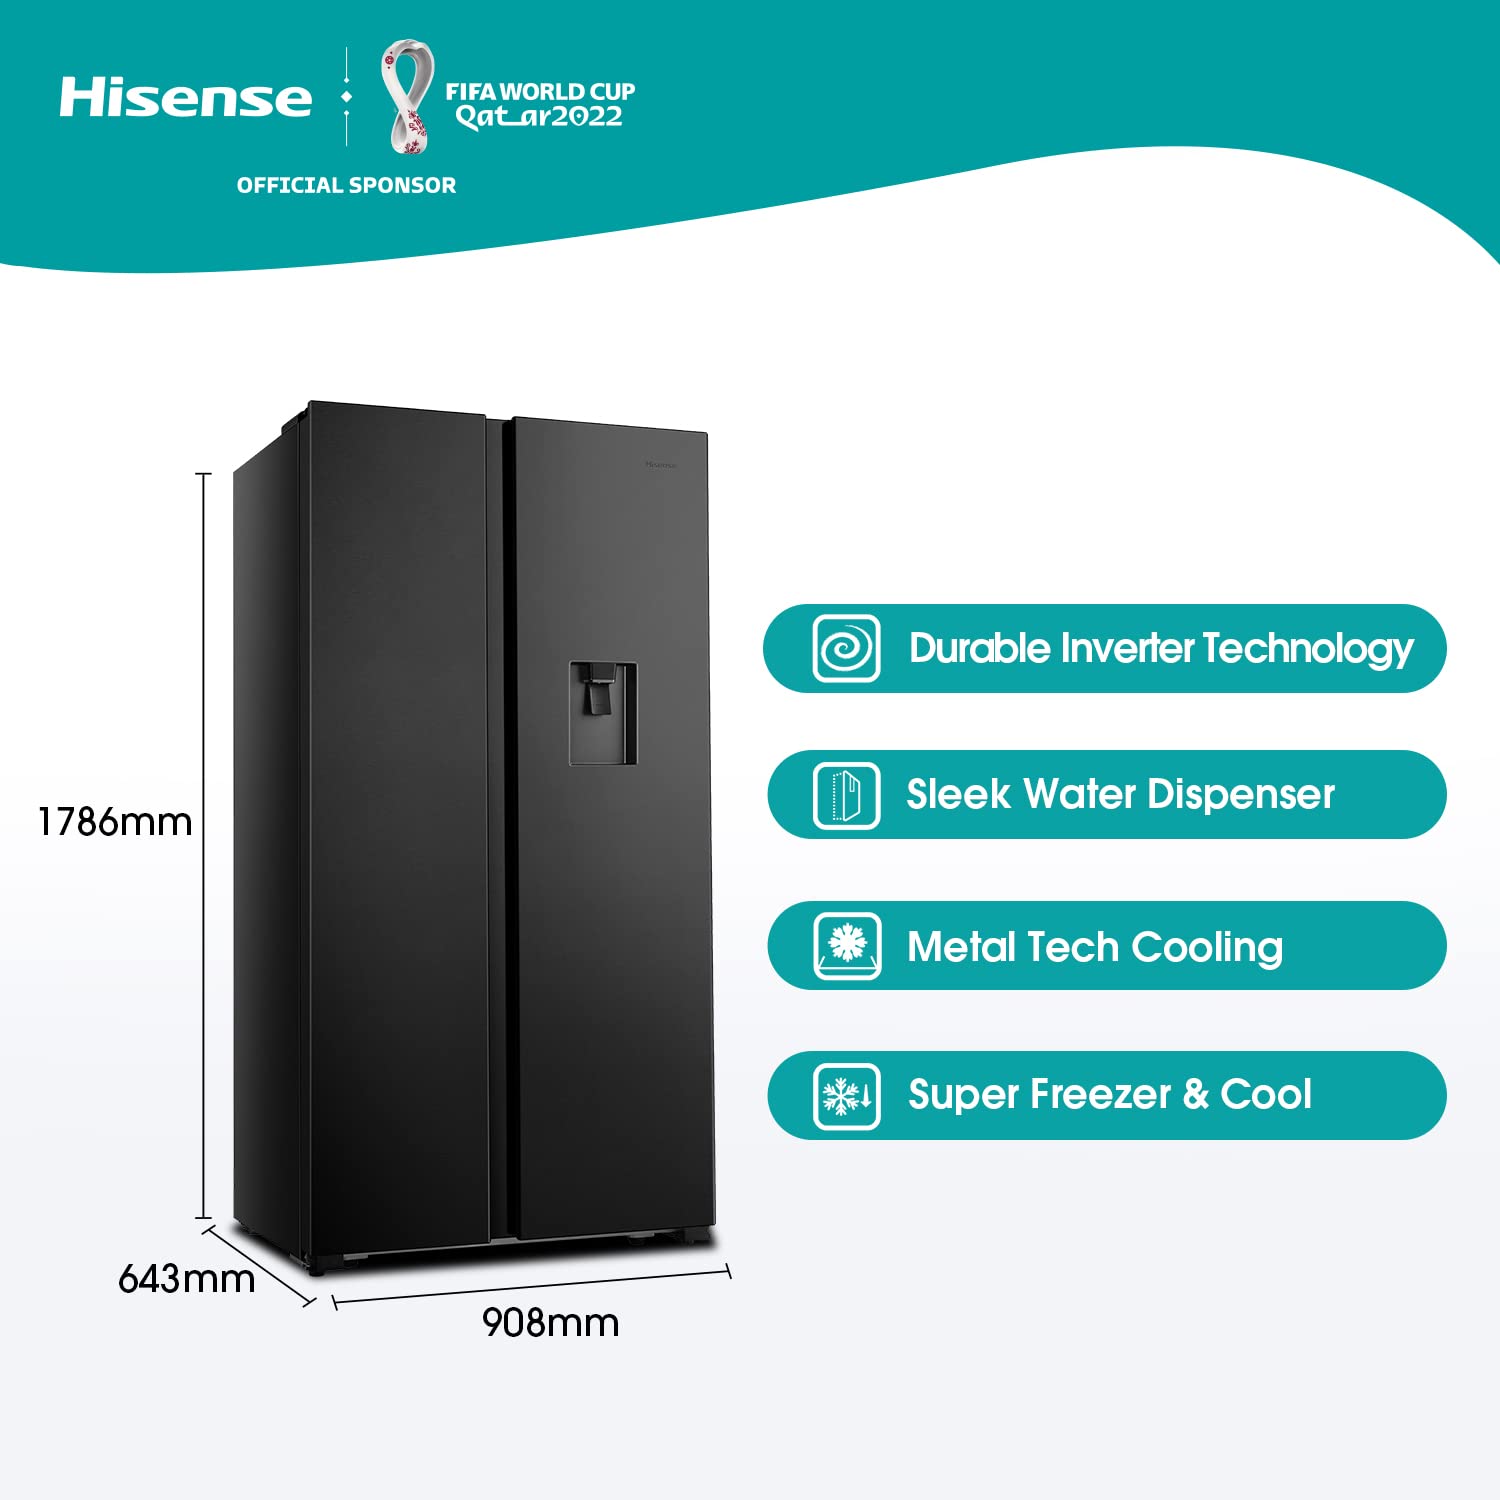 Hisense
FIFA WORLD CUP
Qatar2022
OFFICIAL SPONSOR
Hisense
1786mm
643mm
908mm
Durable Inverter Technology
Sleek Water Dispenser
Metal Tech Cooling
Super Freezer & Cool